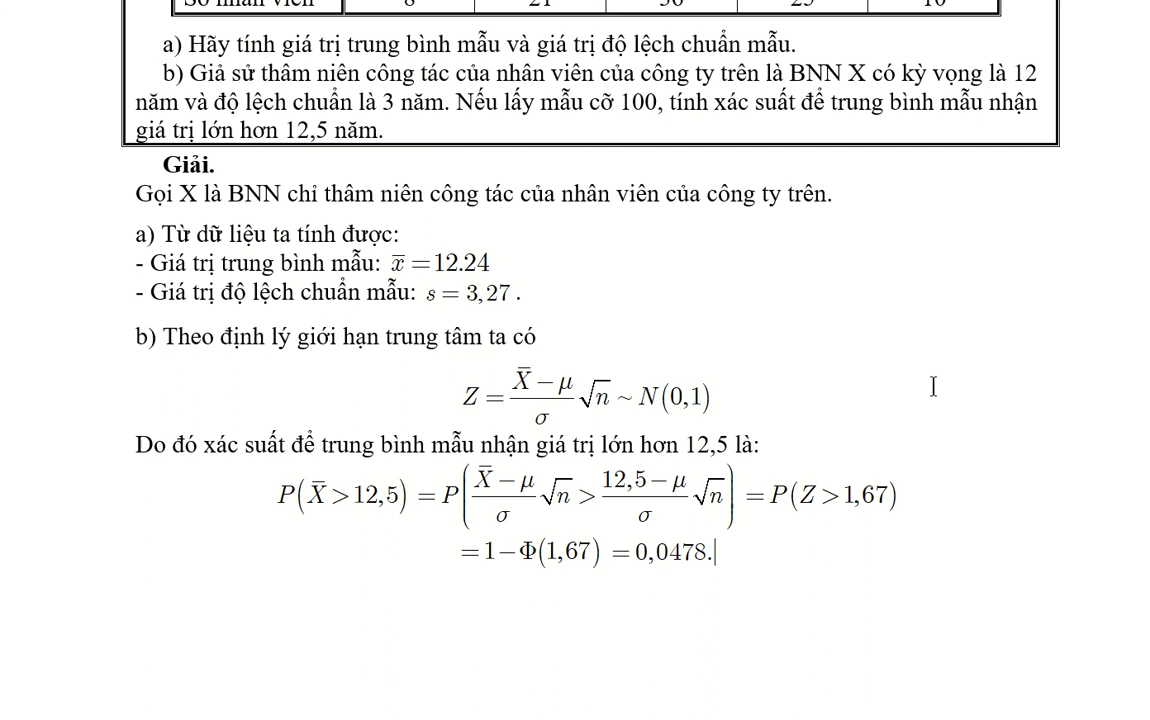 a) Hãy tính giá trị trung bình mẫu và giá trị độ lệch chuẩn mẫu.
b) Giả sử thâm niên công tác của nhân viên của công ty trên là BNN X có kỳ vọng là 12
năm và độ lệch chuẩn là 3 năm. Nếu lấy mẫu cỡ 100, tính xác suất để trung bình mẫu nhận
giá trị lớn hơn 12,5 năm.
Giải.
Gọi X là BNN chỉ thâm niên công tác của nhân viên của công ty trên.
a) Từ dữ liệu ta tính được:
- Giá trị trung bình mẫu: x̅ = 12.24
- Giá trị độ lệch chuẩn mẫu: s = 3,27 .
b) Theo định lý giới hạn trung tâm ta có
Z = (X̅ − μ)/σ √n ~ N(0,1)
Do đó xác suất để trung bình mẫu nhận giá trị lớn hơn 12,5 là:
P(X̅ > 12,5) = P((X̅ − μ)/σ √n > (12,5 − μ)/σ √n) = P(Z > 1,67)
= 1 − Φ(1,67) = 0,0478.